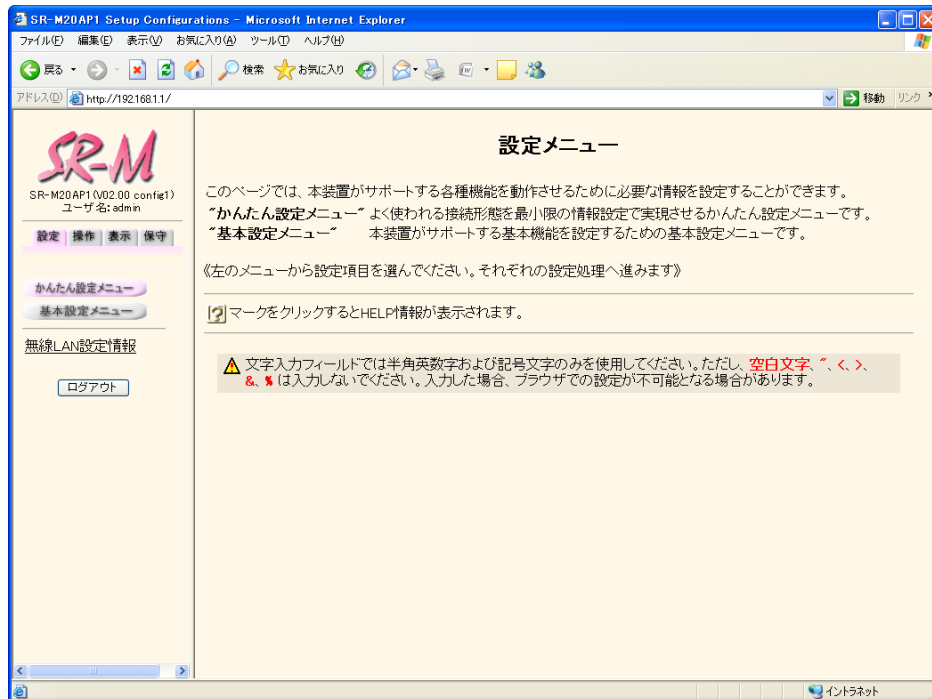 SR-M20AP1 Setup Configurations - Microsoft Internet Explorer
ファイル(F) 編集(E) 表示(V) お気に入り(A) ツール(T) ヘルプ(H)
戻る 検索 お気に入り
アドレス(D) http://192.168.1.1/ 移動 リンク
SR-M
SR-M20AP1(V02.00 config1)
ユーザ名:admin
設定 操作 表示 保守
かんたん設定メニュー
基本設定メニュー
無線LAN設定情報
ログアウト
設定メニュー
このページでは、本装置がサポートする各種機能を動作させるために必要な情報を設定することができます。
"かんたん設定メニュー" よく使われる接続形態を最小限の情報設定で実現させるかんたん設定メニューです。
"基本設定メニュー" 本装置がサポートする基本機能を設定するための基本設定メニューです。
《左のメニューから設定項目を選んでください。それぞれの設定処理へ進みます》
[?]マークをクリックするとHELP情報が表示されます。
文字入力フィールドでは半角英数字および記号文字のみを使用してください。ただし、空白文字、"、<、>、
&、%は入力しないでください。入力した場合、ブラウザでの設定が不可能となる場合があります。
イントラネット